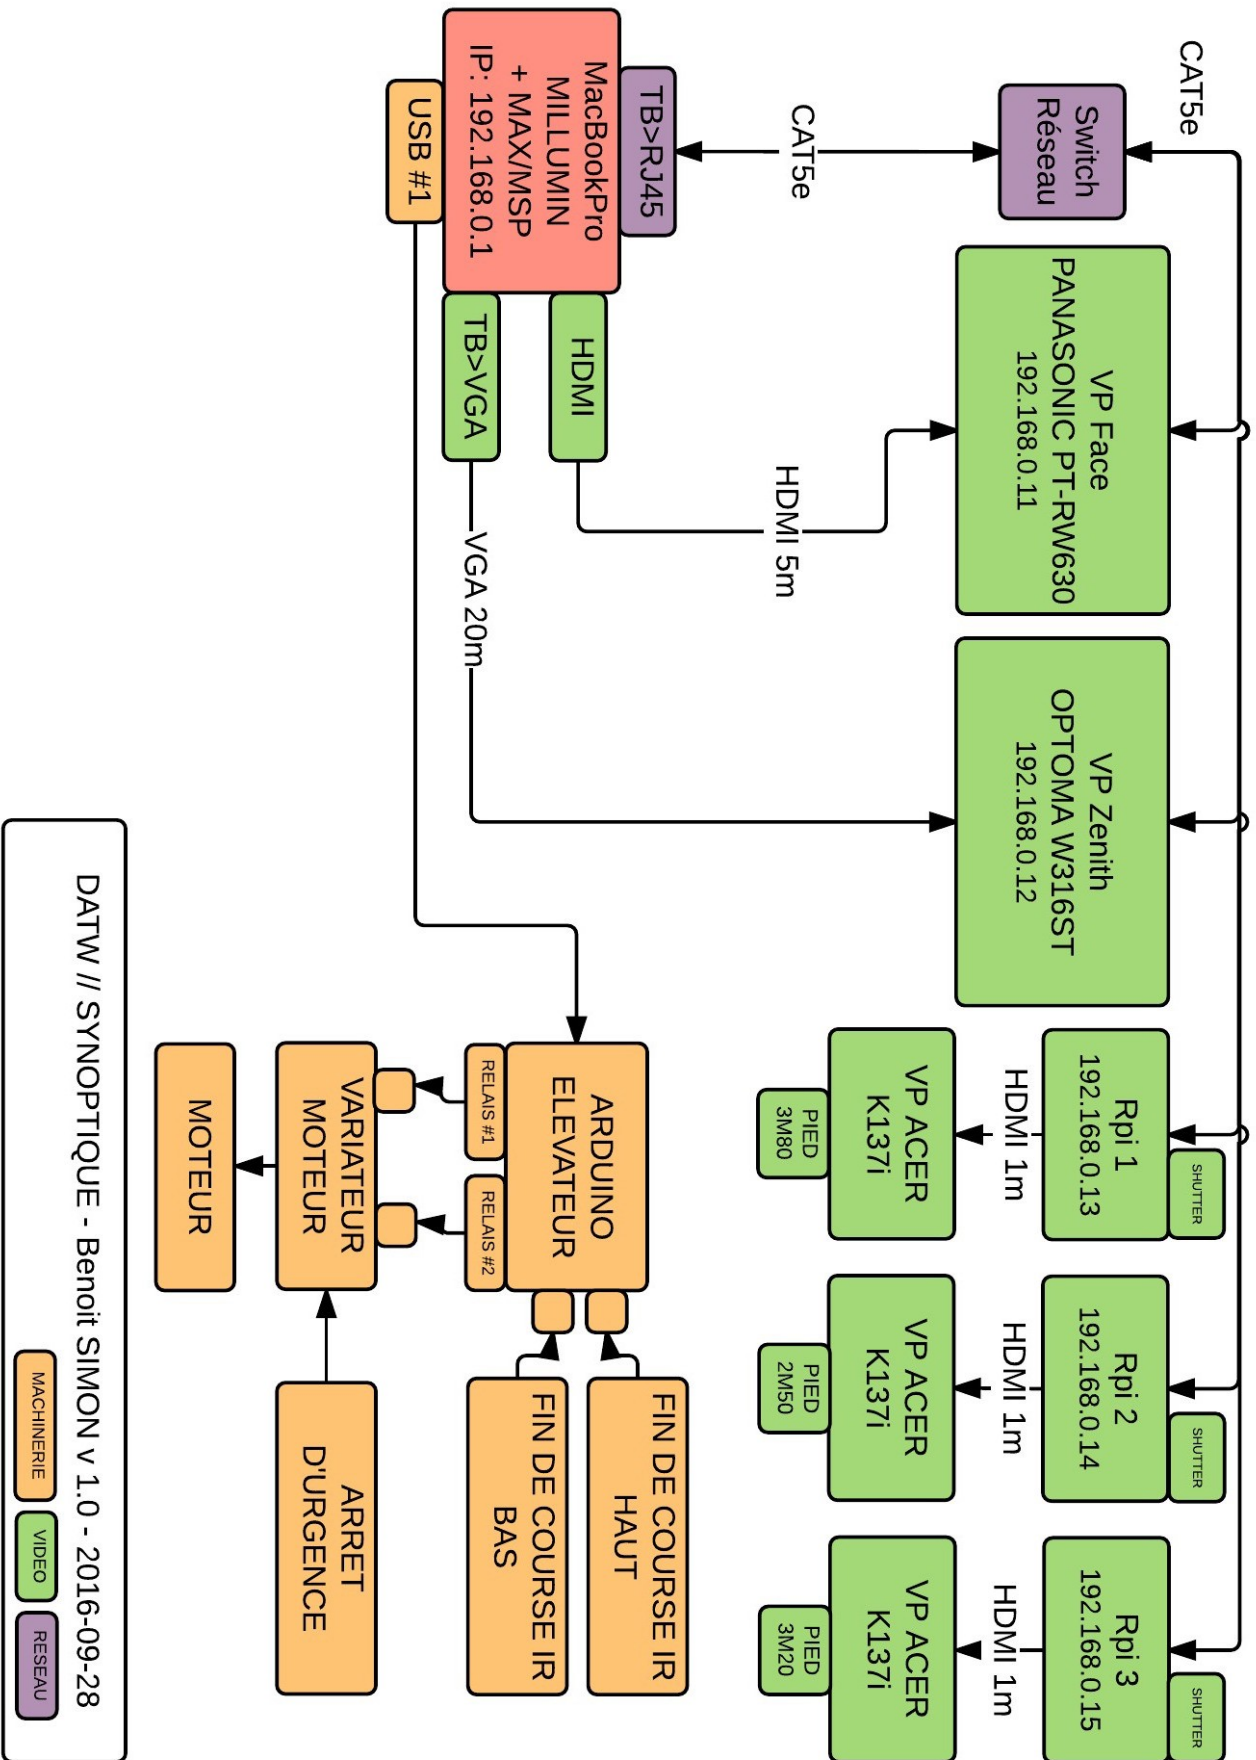 CAT5e
Switch
Réseau
VP Face
PANASONIC PT-RW630
192.168.0.11
VP Zenith
OPTOMA W316ST
192.168.0.12
SHUTTER
Rpi 1
192.168.0.13
SHUTTER
Rpi 2
192.168.0.14
SHUTTER
Rpi 3
192.168.0.15
HDMI 1m
HDMI 1m
HDMI 1m
VP ACER
K137i
VP ACER
K137i
VP ACER
K137i
PIED
3M80
PIED
2M50
PIED
3M20
CAT5e
HDMI 5m
TB>RJ45
MacBookPro
MILLUMIN
+ MAX/MSP
IP: 192.168.0.1
HDMI
TB>VGA
USB #1
VGA 20m
ARDUINO
ELEVATEUR
RELAIS #1
RELAIS #2
FIN DE COURSE IR
HAUT
FIN DE COURSE IR
BAS
VARIATEUR
MOTEUR
ARRET
D'URGENCE
MOTEUR
DATW // SYNOPTIQUE - Benoit SIMON v 1.0 - 2016-09-28
MACHINERIE
VIDEO
RESEAU